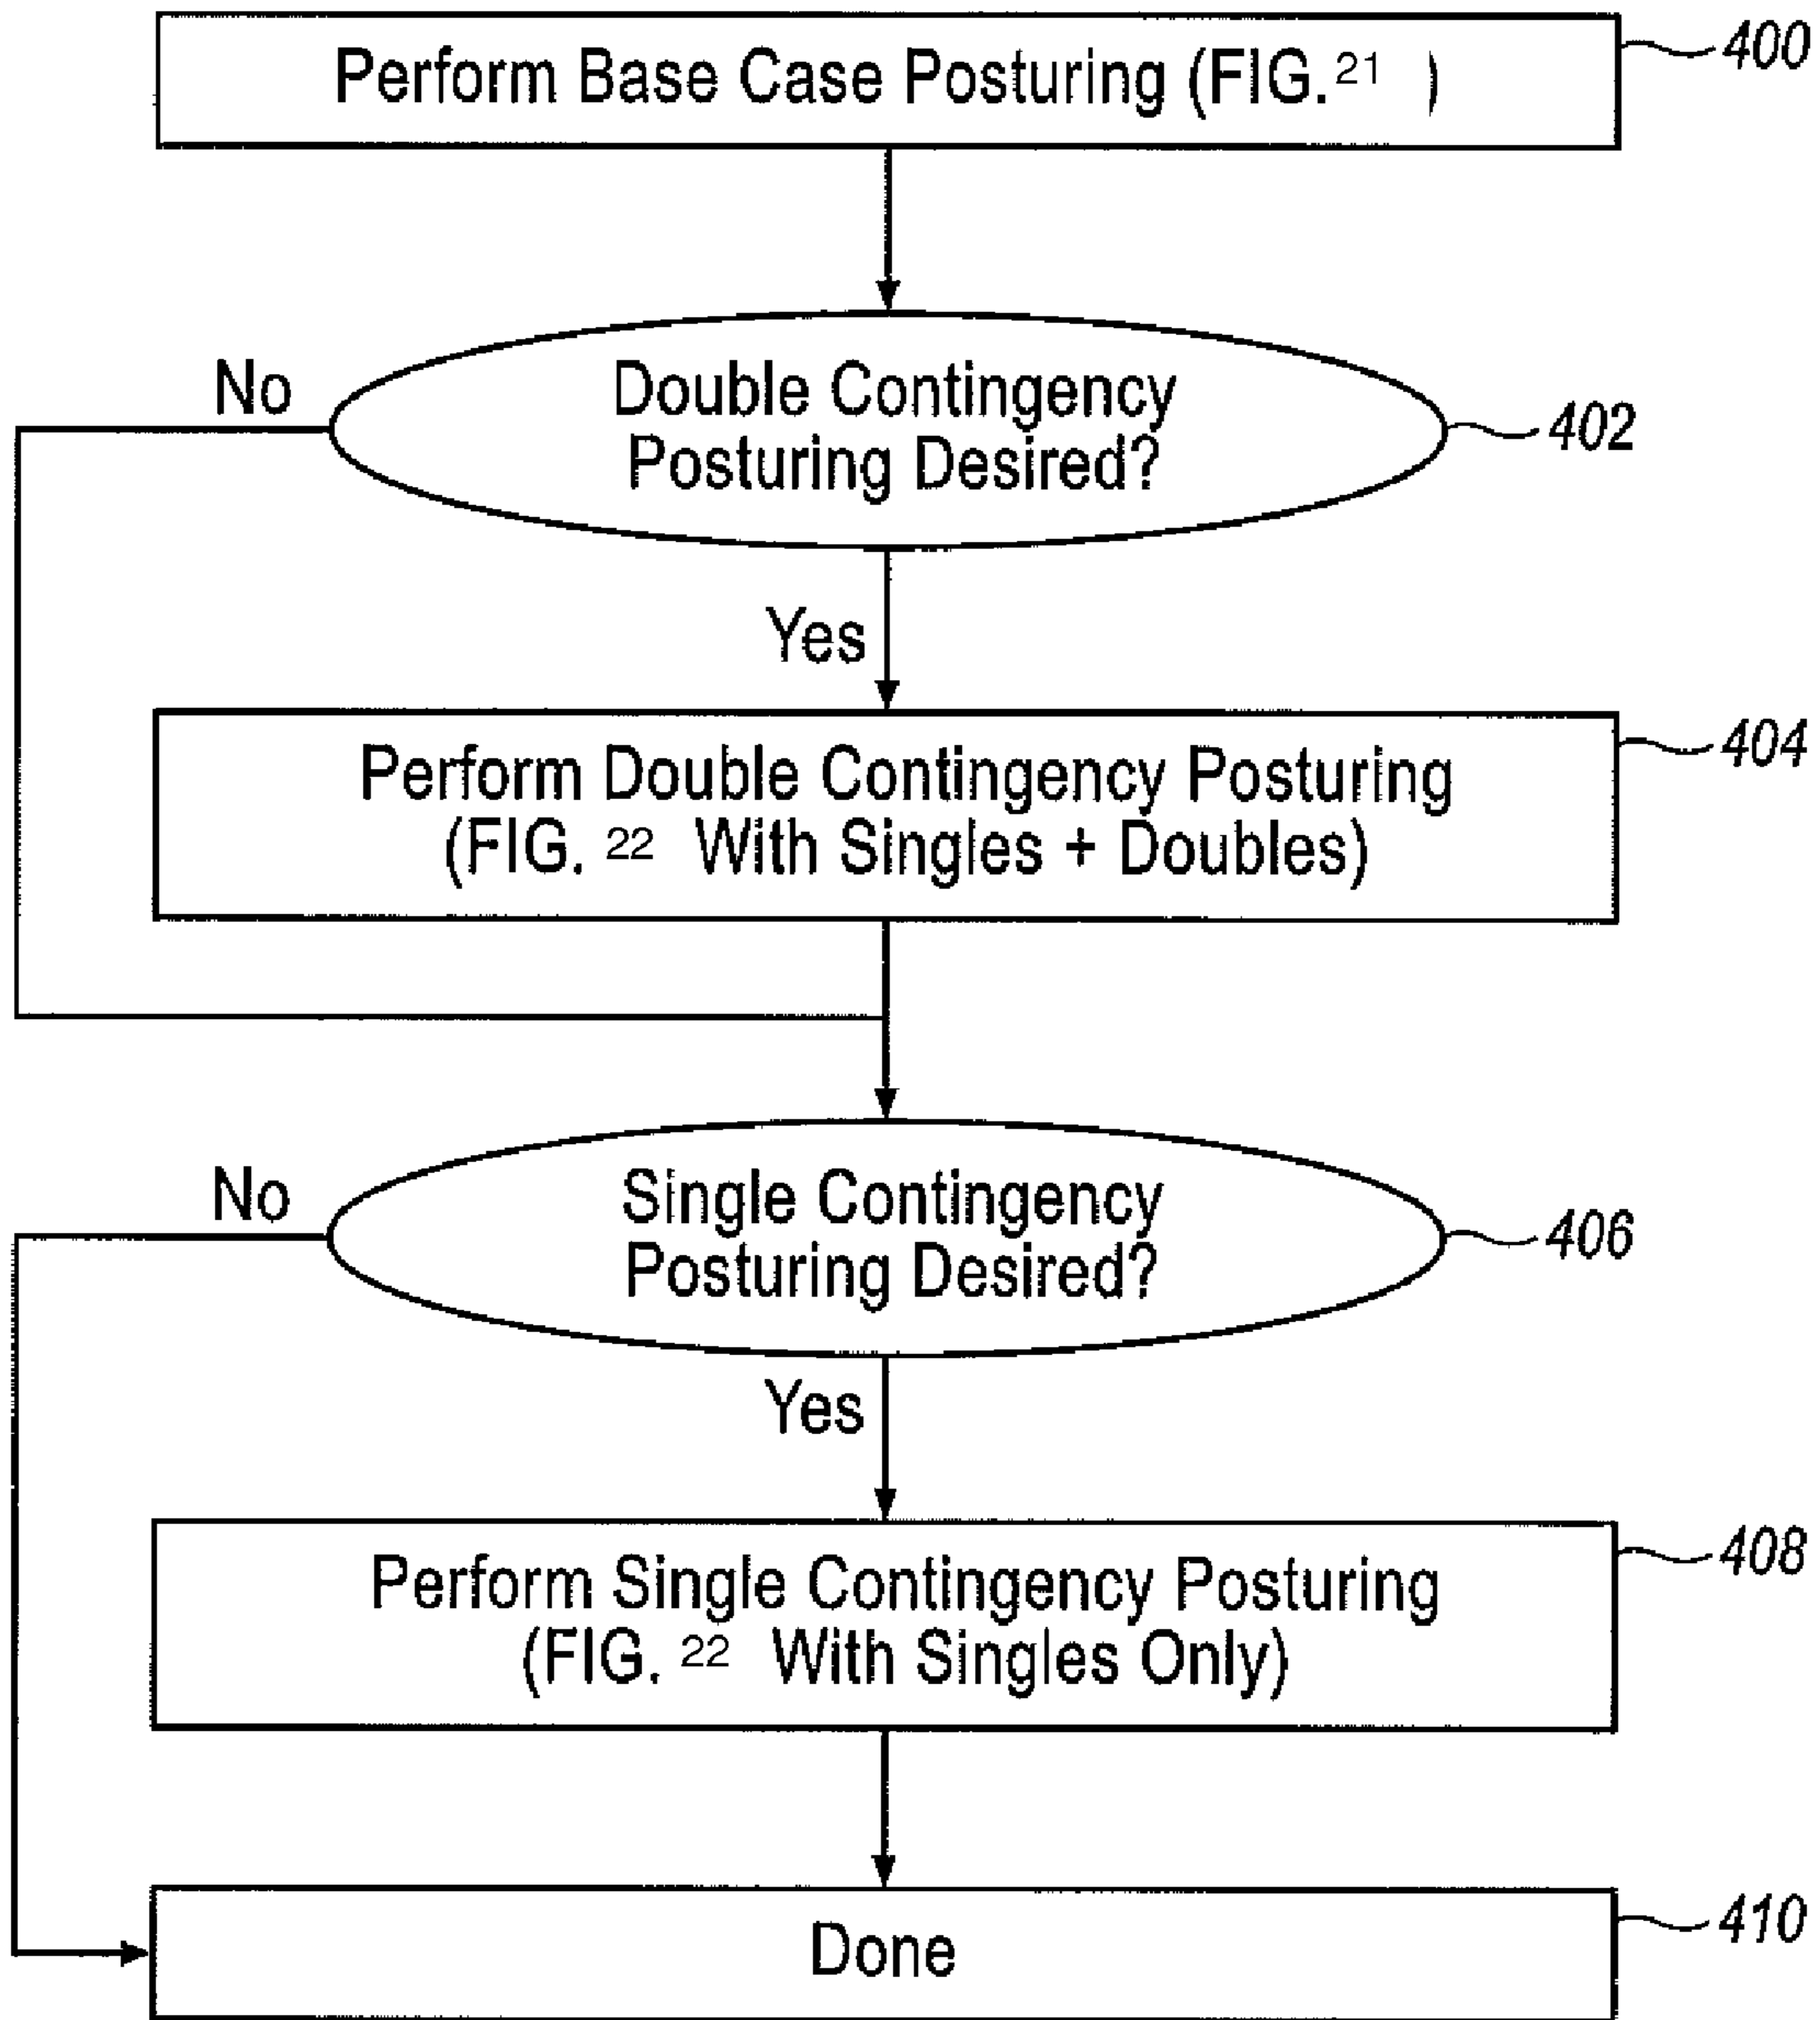 Perform Base Case Posturing (FIG. 21 )
400
Double Contingency
Posturing Desired?
402
No
Yes
Perform Double Contingency Posturing
(FIG. 22 With Singles + Doubles)
404
Single Contingency
Posturing Desired?
406
No
Yes
Perform Single Contingency Posturing
(FIG. 22 With Singles Only)
408
Done
410